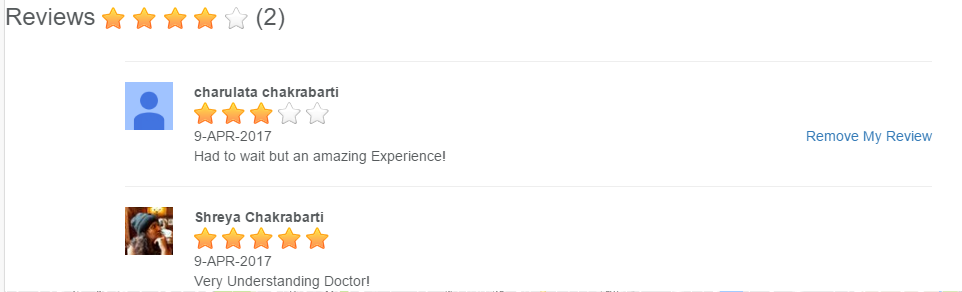 Reviews (2)
charulata chakrabarti
9-APR-2017
Remove My Review
Had to wait but an amazing Experience!
Shreya Chakrabarti
9-APR-2017
Very Understanding Doctor!